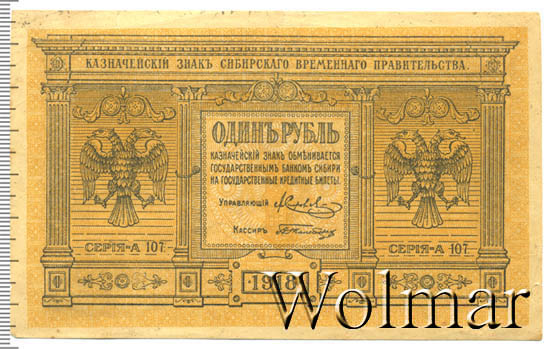 КАЗНАЧЕЙСКІЙ ЗНАКЪ СИБИРСКАГО ВРЕМЕННАГО ПРАВИТЕЛЬСТВА.
ОДИНЪ РУБЛЬ
КАЗНАЧЕЙСКІЙ ЗНАКЪ ОБМѢНИВАЕТСЯ
ГОСУДАРСТВЕННЫМЪ БАНКОМЪ СИБИРИ
НА ГОСУДАРСТВЕННЫЕ КРЕДИТНЫЕ БИЛЕТЫ.
УПРАВЛЯЮЩІЙ
КАССИРЪ
СЕРІЯ-А 107
СЕРІЯ-А 107
1918
Wolmar